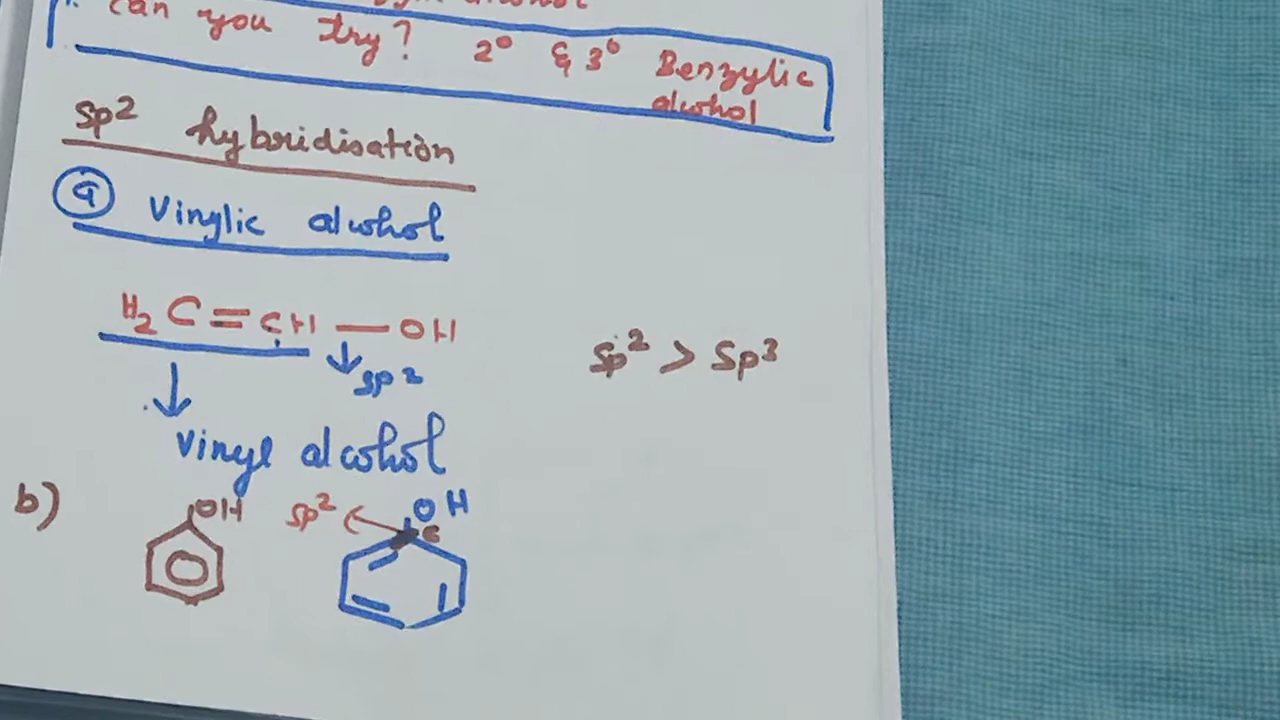 Can you try? 2° & 3° Benzylic
alcohol
Sp² hybridisation
a Vinylic alcohol
H₂C=CH—OH
sp²
Sp² > Sp³
Vinyl alcohol
b)
OH
sp²
OH
C